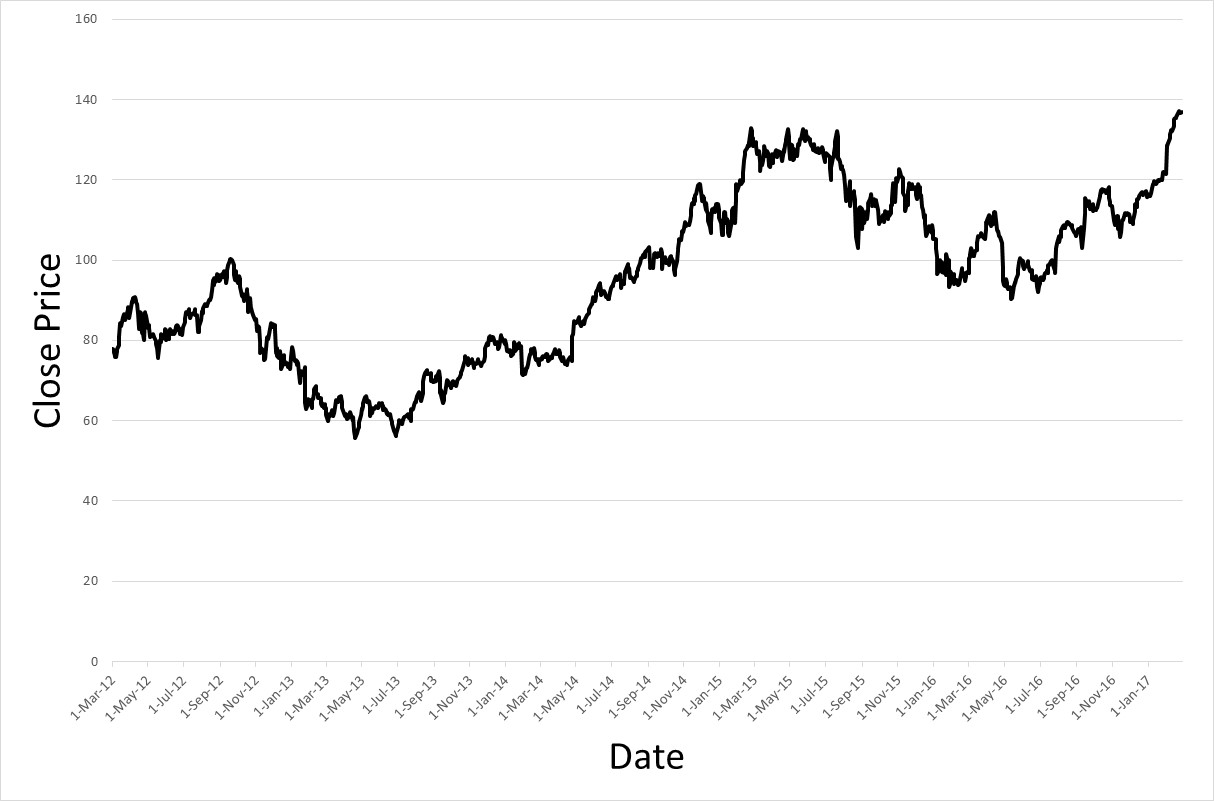 160
140
120
100
80
60
40
20
0
Close Price
1-Mar-12
1-May-12
1-Jul-12
1-Sep-12
1-Nov-12
1-Jan-13
1-Mar-13
1-May-13
1-Jul-13
1-Sep-13
1-Nov-13
1-Jan-14
1-Mar-14
1-May-14
1-Jul-14
1-Sep-14
1-Nov-14
1-Jan-15
1-Mar-15
1-May-15
1-Jul-15
1-Sep-15
1-Nov-15
1-Jan-16
1-Mar-16
1-May-16
1-Jul-16
1-Sep-16
1-Nov-16
1-Jan-17
Date